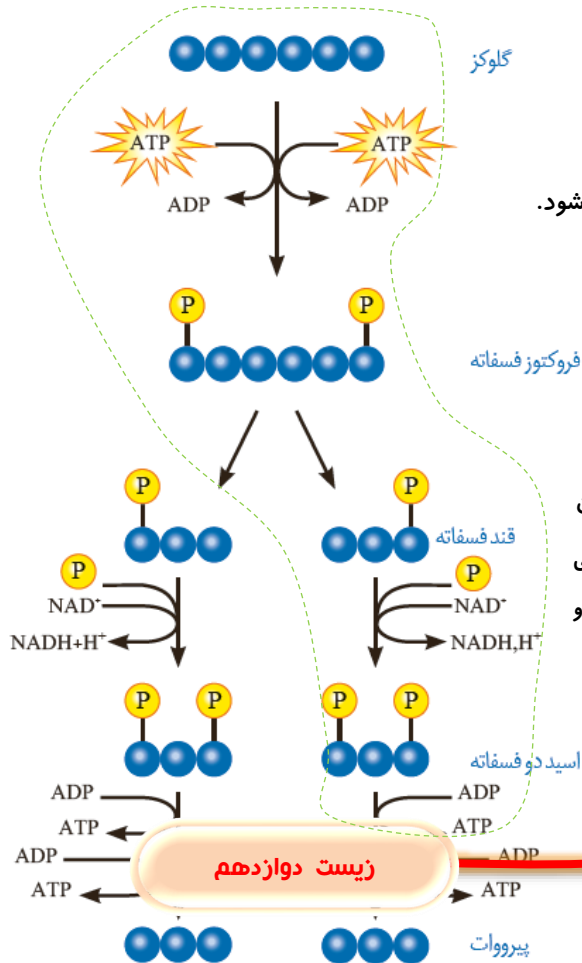 گلوکز
ATP ATP
ADP ADP
شود.
P P
فروکتوز فسفاته
P P
قند فسفاته
P P
NAD⁺ NAD⁺
و
NADH+H⁺ NADH,H⁺
P P P P
اسید دو فسفاته
ADP ADP
ATP ATP
ADP زیست دوازدهم ADP
ATP ATP
پیرووات